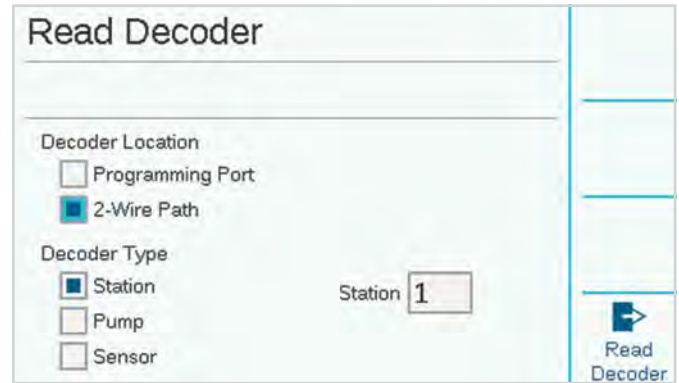 Read Decoder
Decoder Location
Programming Port
2-Wire Path
Decoder Type
Station
Station 1
Pump
Sensor
Read
Decoder